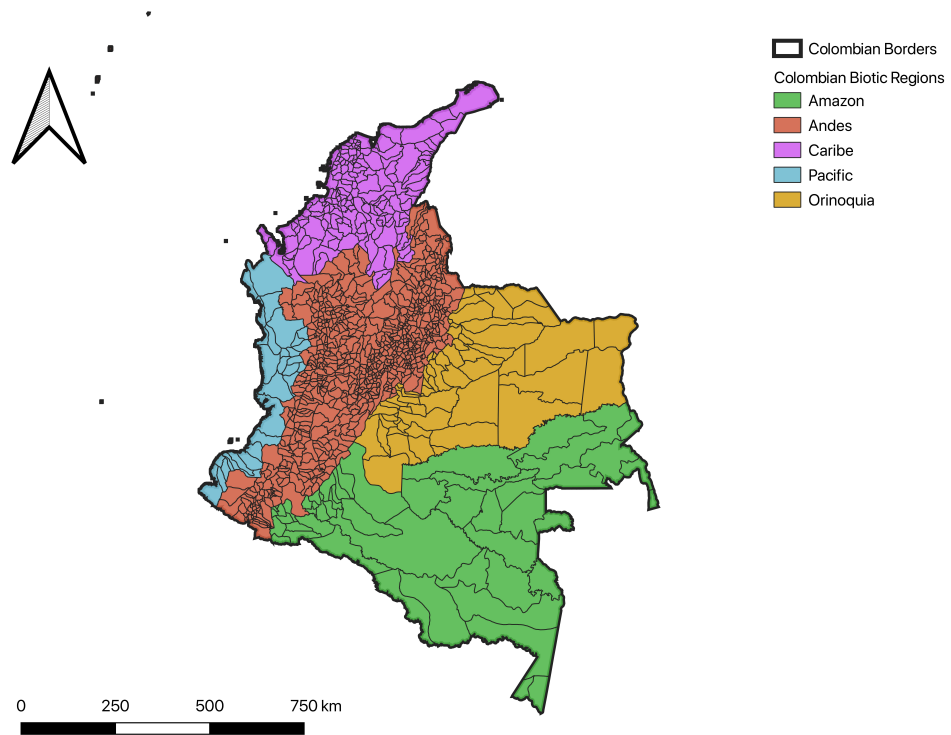 Colombian Borders
Colombian Biotic Regions
Amazon
Andes
Caribe
Pacific
Orinoquia
0 250 500 750 km